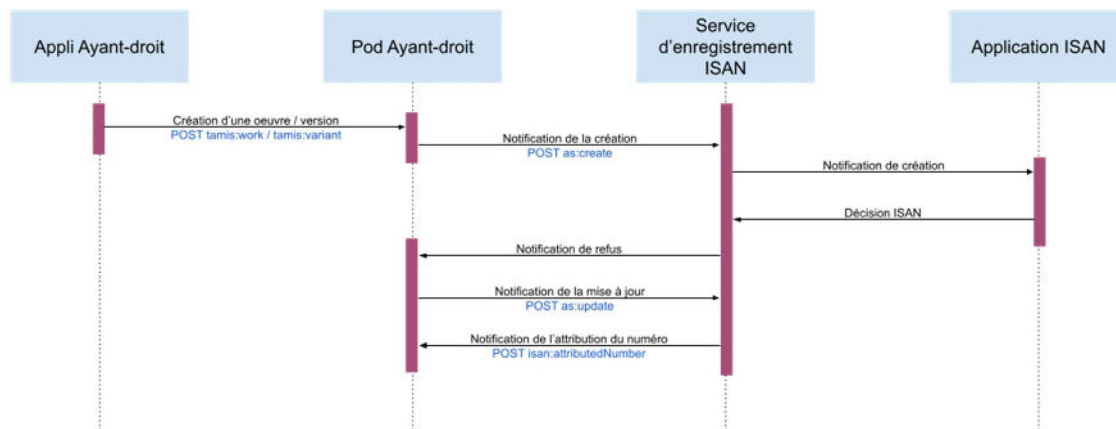 Appli Ayant-droit
Pod Ayant-droit
Service
d'enregistrement
ISAN
Application ISAN
Création d'une oeuvre / version
POST tamis:work / tamis:variant
Notification de la création
POST as:create
Notification de création
Décision ISAN
Notification de refus
Notification de la mise à jour
POST as:update
Notification de l'attribution du numéro
POST isan:attributedNumber